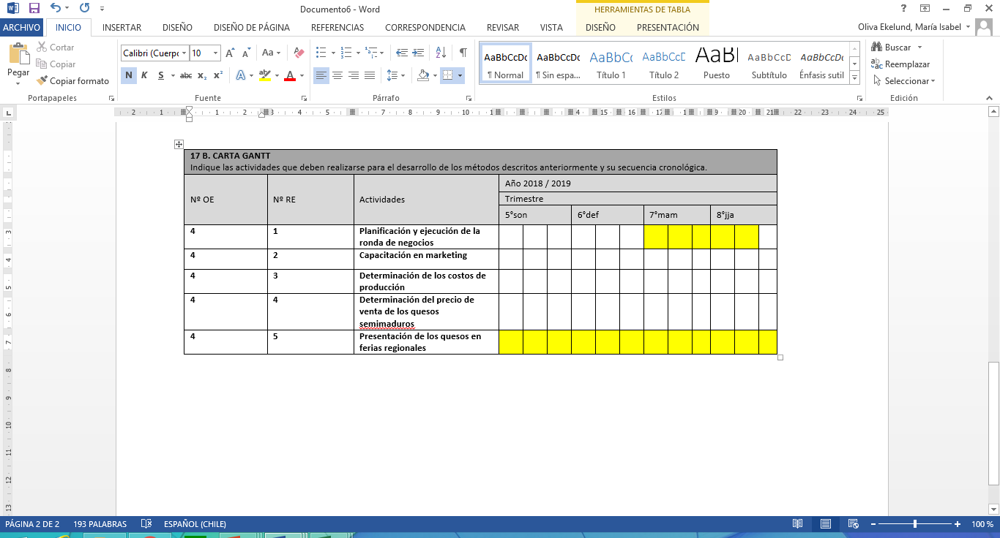 Documento6 - Word
HERRAMIENTAS DE TABLA
ARCHIVO INICIO INSERTAR DISEÑO DISEÑO DE PÁGINA REFERENCIAS CORRESPONDENCIA REVISAR VISTA DISEÑO PRESENTACIÓN
Oliva Ekelund, María Isabel
Pegar
Cortar
Copiar
Copiar formato
Portapapeles
Calibri (Cuerpo 10
N K S abc x₂ x²
Fuente
Párrafo
AaBbCcDc AaBbCcDc AaBbCc AaBbCcD AaBl AaBbCcD AaBbCcDc
¶ Normal ¶ Sin espa... Título 1 Título 2 Puesto Subtítulo Énfasis sutil
Estilos
Buscar
Reemplazar
Seleccionar
Edición
17 B. CARTA GANTT
Indique las actividades que deben realizarse para el desarrollo de los métodos descritos anteriormente y su secuencia cronológica.
Nº OE Nº RE Actividades
Año 2018 / 2019
Trimestre
5°son 6°def 7°mam 8°jja
4 1 Planificación y ejecución de la
ronda de negocios
4 2 Capacitación en marketing
4 3 Determinación de los costos de
producción
4 4 Determinación del precio de
venta de los quesos
semimaduros
4 5 Presentación de los quesos en
ferias regionales
PÁGINA 2 DE 2 193 PALABRAS ESPAÑOL (CHILE) 100 %